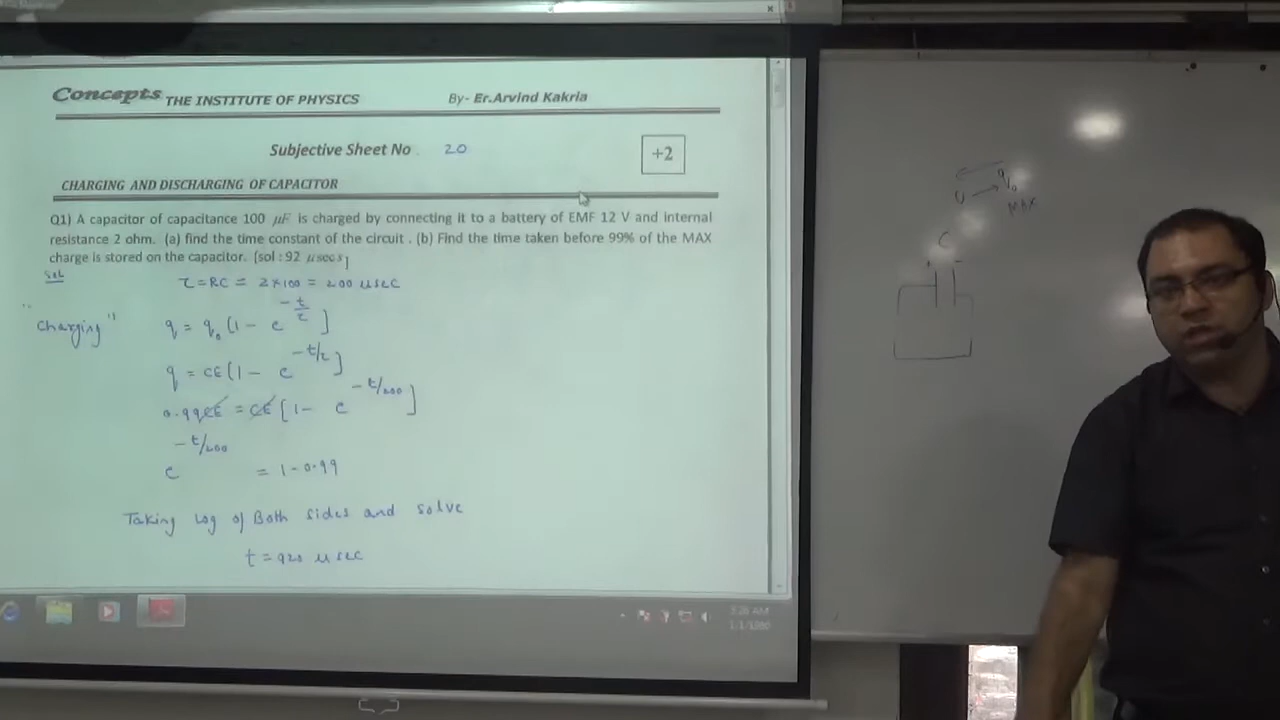 Concepts THE INSTITUTE OF PHYSICS By- Er.Arvind Kakria
Subjective Sheet No. 20
+2
CHARGING AND DISCHARGING OF CAPACITOR
Q1) A capacitor of capacitance 100 μF is charged by connecting it to a battery of EMF 12 V and internal
resistance 2 ohm. (a) find the time constant of the circuit . (b) Find the time taken before 99% of the MAX
charge is stored on the capacitor. [sol : 92 μsecs]
Sol
τ = RC = 2×100 = 200 μsec
"Charging" q = q₀ [1 - e^{-t/τ}]
q = CE [1 - e^{-t/τ}]
0.99CE = CE [1 - e^{-t/200}]
e^{-t/200} = 1-0.99
Taking Log of Both sides and solve
t = 920 μsec
q₀
MAX
C
+ -